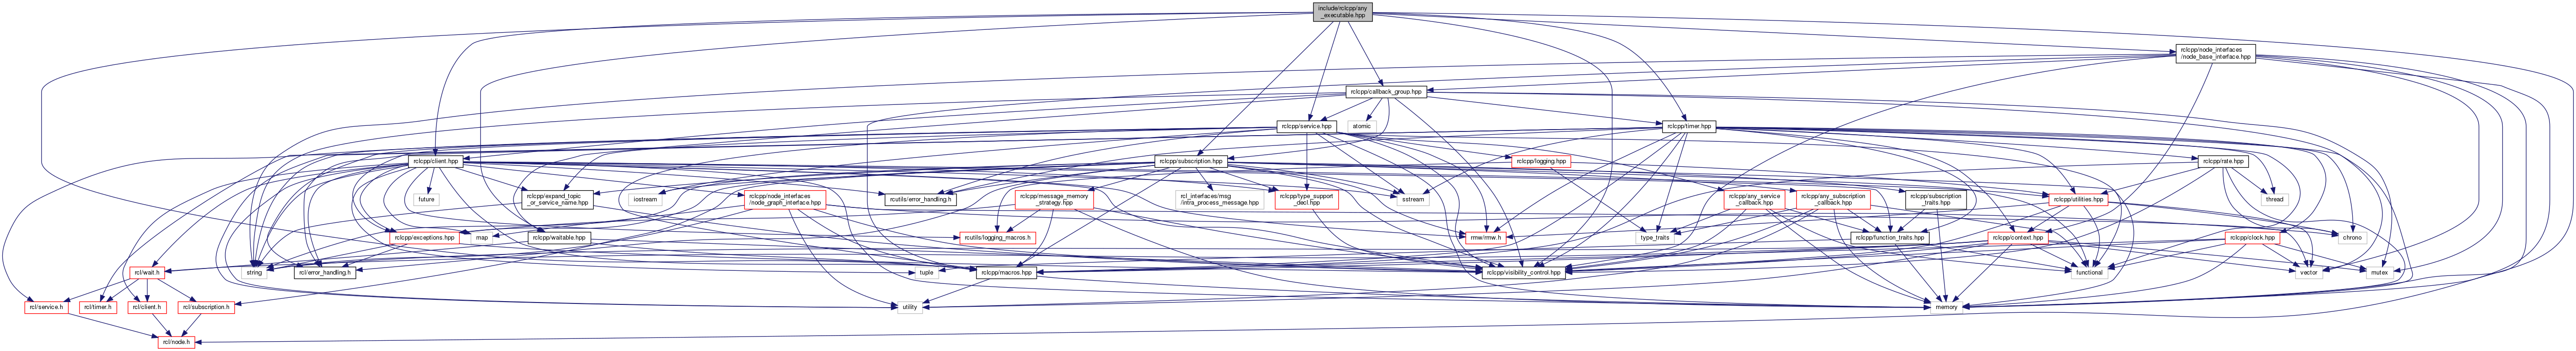 include/rclcpp/any
_executable.hpp
rclcpp/node_interfaces
/node_base_interface.hpp
rclcpp/callback_group.hpp
rclcpp/service.hpp
atomic
rclcpp/timer.hpp
rclcpp/client.hpp
rclcpp/subscription.hpp
rclcpp/logging.hpp
rclcpp/rate.hpp
future
rclcpp/expand_topic
_or_service_name.hpp
rclcpp/node_interfaces
/node_graph_interface.hpp
iostream
rcutils/error_handling.h
rclcpp/message_memory
_strategy.hpp
rcl_interfaces/msg
/intra_process_message.hpp
rclcpp/type_support
_decl.hpp
sstream
rclcpp/any_service
_callback.hpp
rclcpp/any_subscription
_callback.hpp
rclcpp/subscription
_traits.hpp
rclcpp/utilities.hpp
thread
rclcpp/exceptions.hpp
map
rclcpp/waitable.hpp
rcutils/logging_macros.h
rmw/rmw.h
type_traits
rclcpp/function_traits.hpp
rclcpp/context.hpp
rclcpp/clock.hpp
chrono
rcl/wait.h
string
rcl/error_handling.h
tuple
rclcpp/macros.hpp
rclcpp/visibility_control.hpp
functional
vector
mutex
rcl/service.h
rcl/timer.h
rcl/client.h
rcl/subscription.h
utility
memory
rcl/node.h